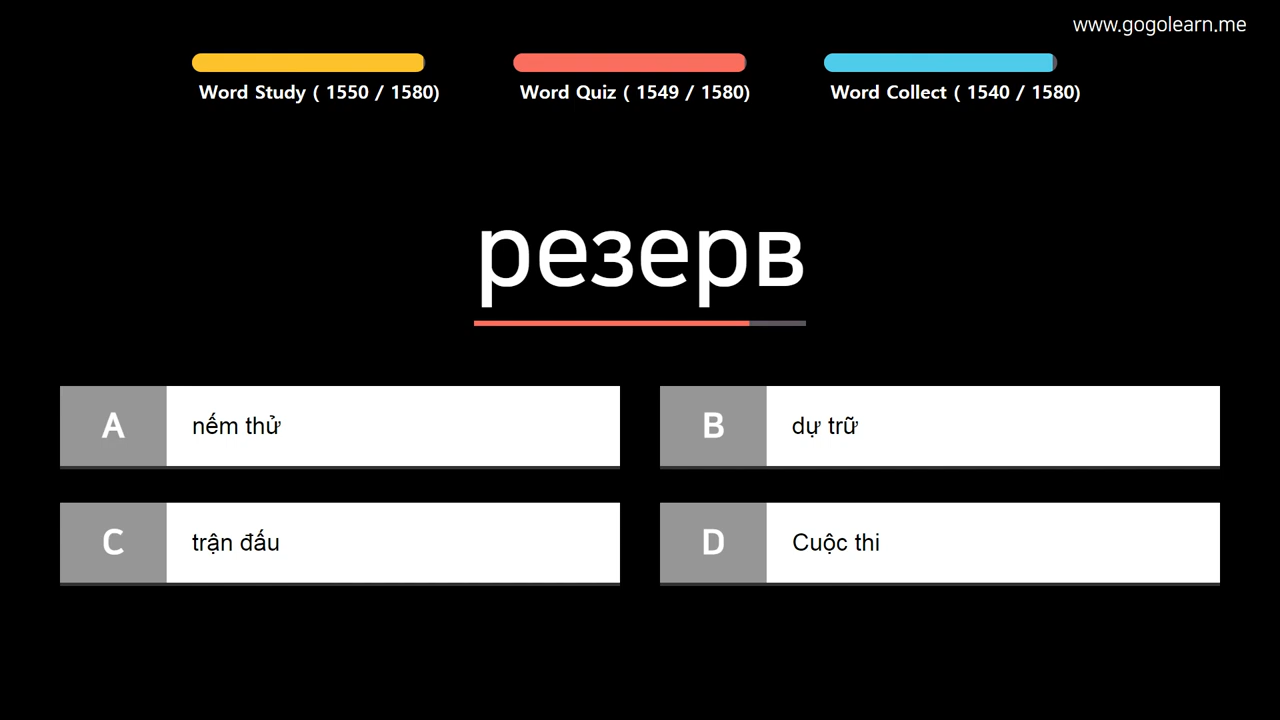 www.gogolearn.me
Word Study ( 1550 / 1580)
Word Quiz ( 1549 / 1580)
Word Collect ( 1540 / 1580)
резерв
A nếm thử
B dự trữ
C trận đấu
D Cuộc thi